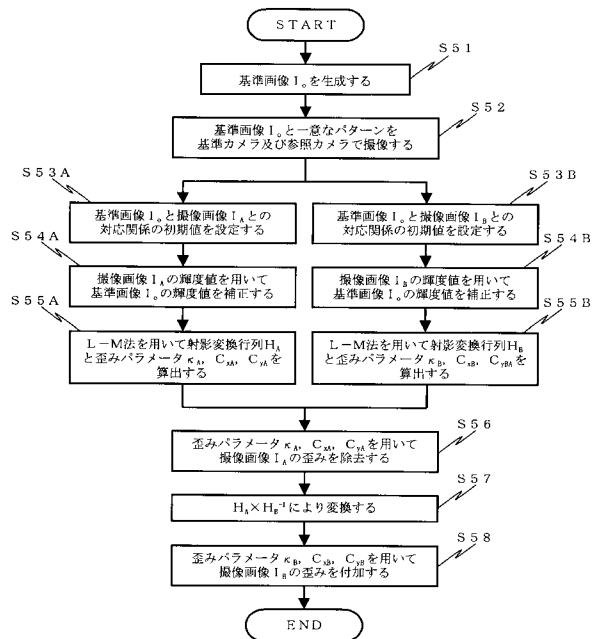 START
S51
基準画像I₀を生成する
S52
基準画像I₀と一意なパターンを
基準カメラ及び参照カメラで撮像する
S53A
基準画像I₀と撮像画像I_Aとの
対応関係の初期値を設定する
S53B
基準画像I₀と撮像画像I_Bとの
対応関係の初期値を設定する
S54A
撮像画像I_Aの輝度値を用いて
基準画像I₀の輝度値を補正する
S54B
撮像画像I_Bの輝度値を用いて
基準画像I₀の輝度値を補正する
S55A
L－M法を用いて射影変換行列H_A
と歪みパラメータκ_A, C_xA, C_yAを
算出する
S55B
L－M法を用いて射影変換行列H_B
と歪みパラメータκ_B, C_xB, C_yBAを
算出する
S56
歪みパラメータκ_A, C_xA, C_yAを用いて
撮像画像I_Aの歪みを除去する
S57
H_A×H_B⁻¹により変換する
S58
歪みパラメータκ_B, C_xB, C_yBを用いて
撮像画像I_Bの歪みを付加する
END